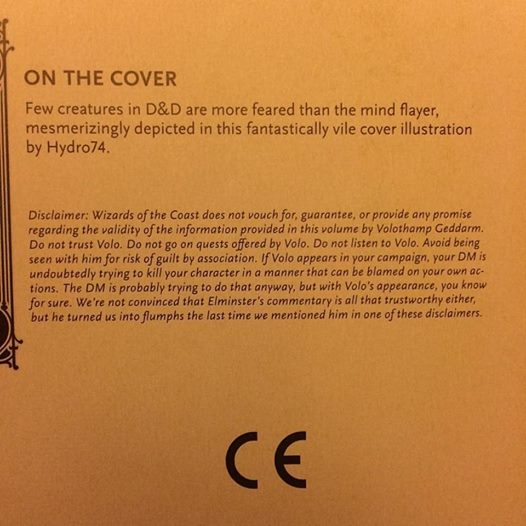 ON THE COVER
Few creatures in D&D are more feared than the mind flayer,
mesmerizingly depicted in this fantastically vile cover illustration
by Hydro74.
Disclaimer: Wizards of the Coast does not vouch for, guarantee, or provide any promise
regarding the validity of the information provided in this volume by Volothamp Geddarm.
Do not trust Volo. Do not go on quests offered by Volo. Do not listen to Volo. Avoid being
seen with him for risk of guilt by association. If Volo appears in your campaign, your DM is
undoubtedly trying to kill your character in a manner that can be blamed on your own ac-
tions. The DM is probably trying to do that anyway, but with Volo's appearance, you know
for sure. We're not convinced that Elminster's commentary is all that trustworthy either,
but he turned us into flumphs the last time we mentioned him in one of these disclaimers.
CE